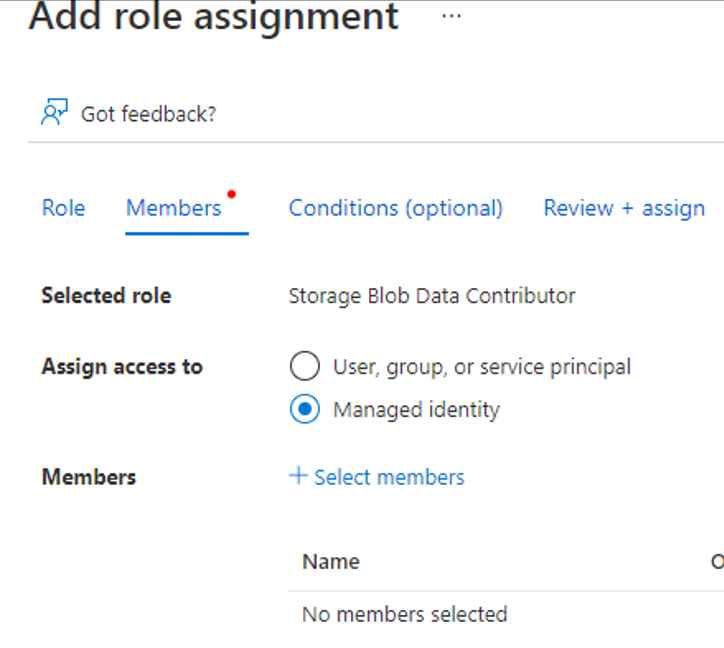 Add role assignment ...
Got feedback?
Role Members Conditions (optional) Review + assign
Selected role Storage Blob Data Contributor
Assign access to User, group, or service principal
Managed identity
Members + Select members
Name
No members selected